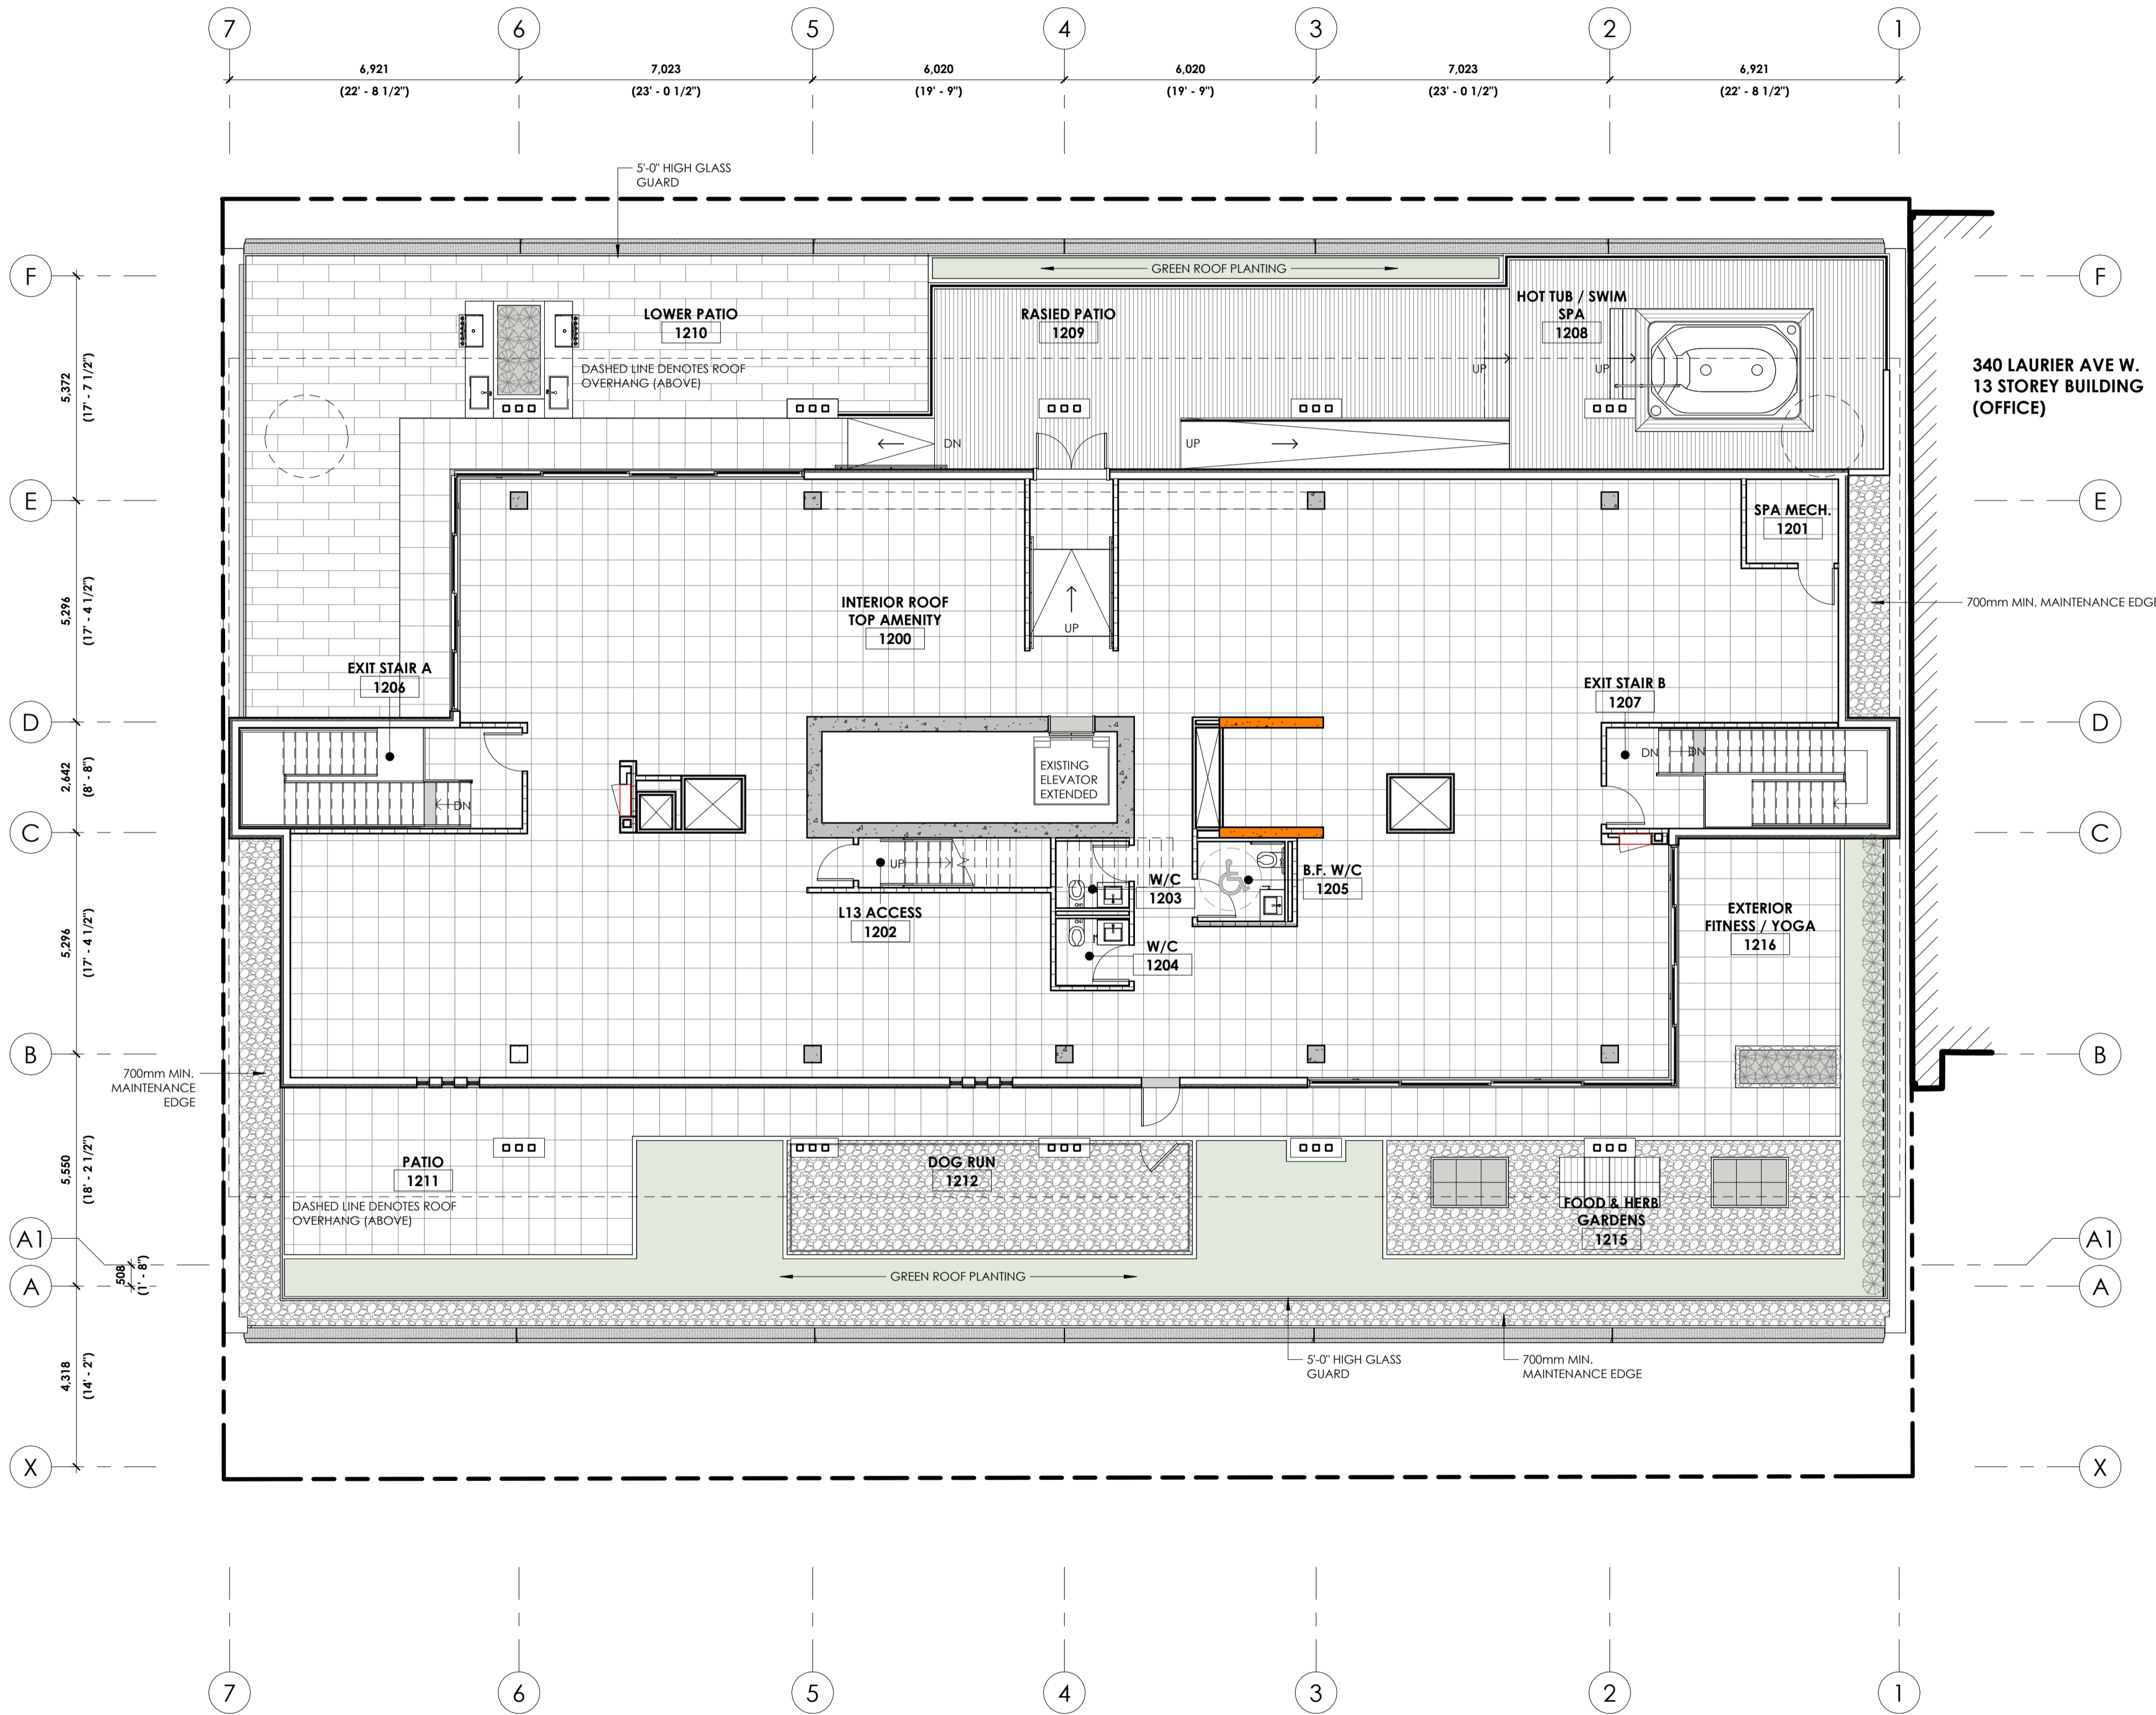 7 6 5 4 3 2 1
6,921 7,023 6,020 6,020 7,023 6,921
(22' - 8 1/2") (23' - 0 1/2") (19' - 9") (19' - 9") (23' - 0 1/2") (22' - 8 1/2")
5'-0" HIGH GLASS
GUARD
F
F
GREEN ROOF PLANTING
LOWER PATIO
1210
RASIED PATIO
1209
HOT TUB / SWIM
SPA
1208
DASHED LINE DENOTES ROOF
OVERHANG (ABOVE)
UP
UP
340 LAURIER AVE W.
13 STOREY BUILDING
(OFFICE)
5,372
(17' - 7 1/2")
DN
UP
E
E
SPA MECH.
1201
5,296
(17' - 4 1/2")
INTERIOR ROOF
TOP AMENITY
1200
UP
700mm MIN. MAINTENANCE EDGE
EXIT STAIR A
1206
EXIT STAIR B
1207
D
D
2,642
(8' - 8")
DN
EXISTING
ELEVATOR
EXTENDED
DN
DN
C
C
UP
L13 ACCESS
1202
W/C
1203
B.F. W/C
1205
W/C
1204
EXTERIOR
FITNESS / YOGA
1216
5,296
(17' - 4 1/2")
B
B
700mm MIN.
MAINTENANCE
EDGE
5,550
(18' - 2 1/2")
PATIO
1211
DASHED LINE DENOTES ROOF
OVERHANG (ABOVE)
DOG RUN
1212
FOOD & HERB
GARDENS
1215
A1
A1
508
(1' - 8")
A
A
GREEN ROOF PLANTING
4,318
(14' - 2")
5'-0" HIGH GLASS
GUARD
700mm MIN.
MAINTENANCE EDGE
X
X
7 6 5 4 3 2 1